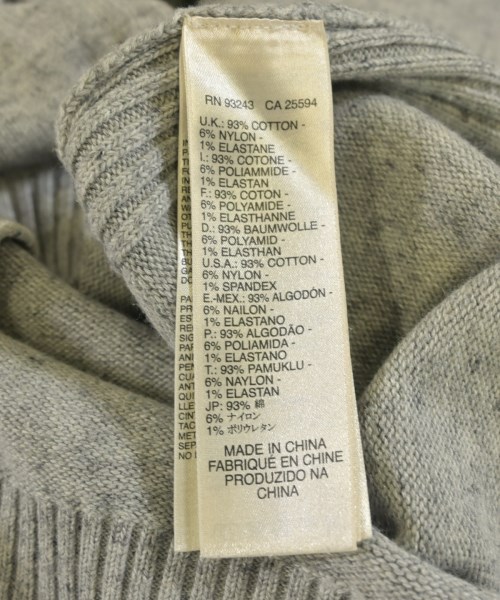 RN 93243 CA 25594
U.K.: 93% COTTON -
6% NYLON -
1% ELASTANE
I.: 93% COTONE -
6% POLIAMMIDE -
1% ELASTAN
F.: 93% COTON -
6% POLYAMIDE -
1% ELASTHANNE
D.: 93% BAUMWOLLE -
6% POLYAMID -
1% ELASTHAN
U.S.A.: 93% COTTON -
6% NYLON -
1% SPANDEX
E.-MEX.: 93% ALGODÓN -
6% NAILON -
1% ELASTANO
P.: 93% ALGODÃO -
6% POLIAMIDA -
1% ELASTANO
T.: 93% PAMUKLU -
6% NAYLON -
1% ELASTAN
JP: 93% 綿
6% ナイロン
1% ポリウレタン
MADE IN CHINA
FABRIQUÉ EN CHINE
PRODUZIDO NA
CHINA